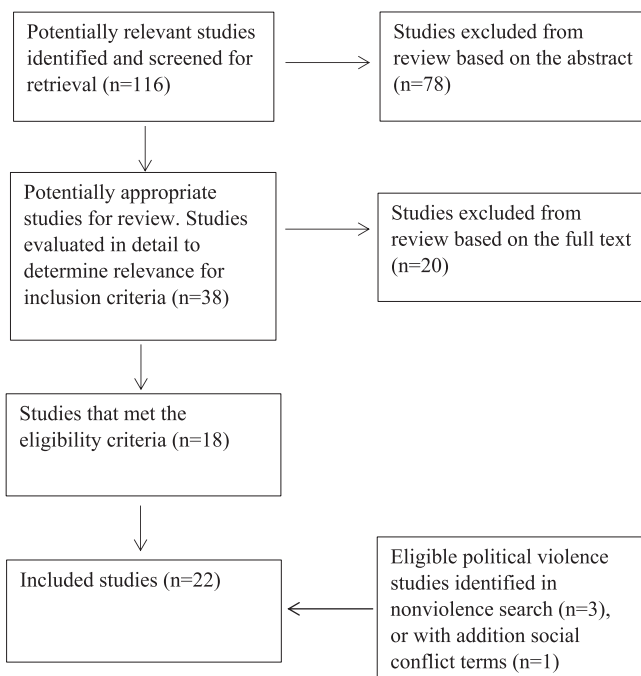 Potentially relevant studies
identified and screened for
retrieval (n=116)
Studies excluded from
review based on the abstract
(n=78)
Potentially appropriate
studies for review. Studies
evaluated in detail to
determine relevance for
inclusion criteria (n=38)
Studies excluded from
review based on the full text
(n=20)
Studies that met the
eligibility criteria (n=18)
Included studies (n=22)
Eligible political violence
studies identified in
nonviolence search (n=3),
or with addition social
conflict terms (n=1)